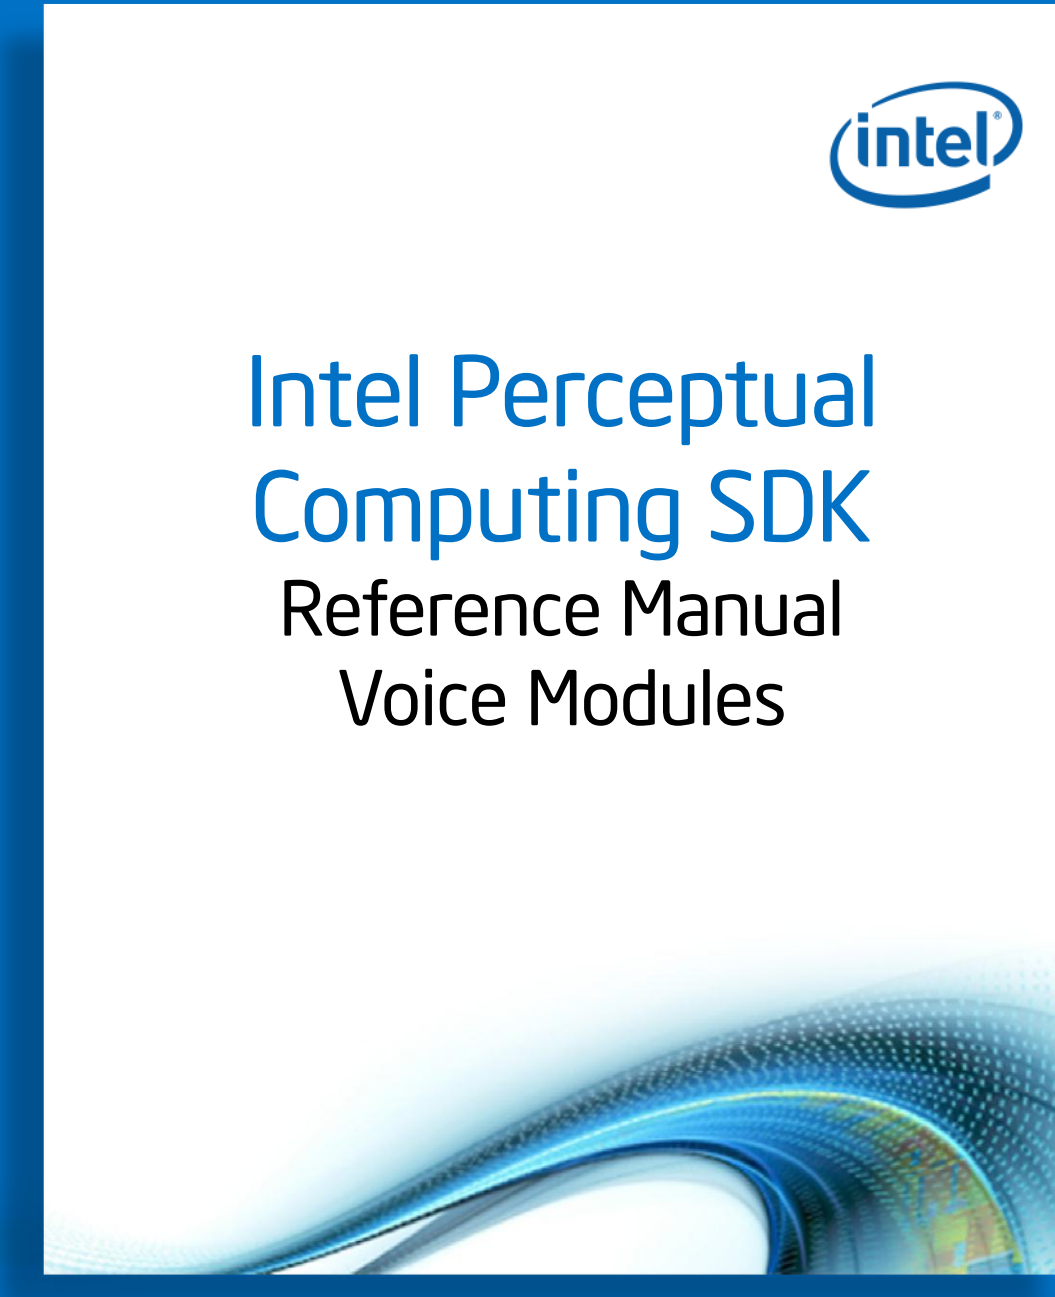 intel®
Intel Perceptual
Computing SDK
Reference Manual
Voice Modules